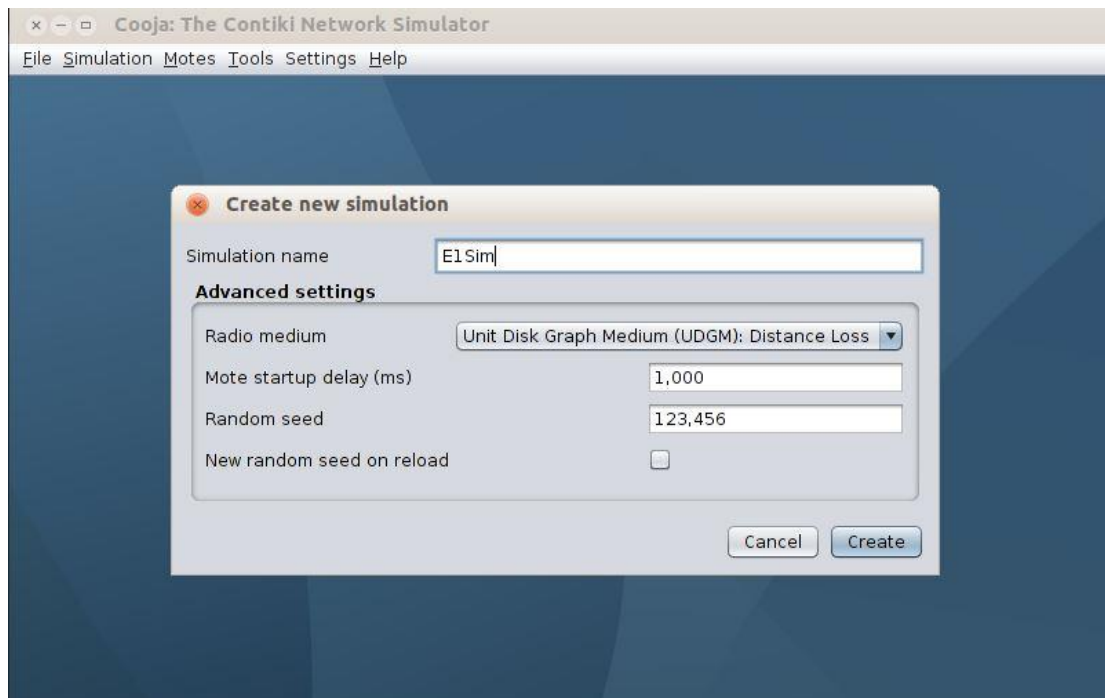 Cooja: The Contiki Network Simulator
File Simulation Motes Tools Settings Help
Create new simulation
Simulation name E1Sim
Advanced settings
Radio medium Unit Disk Graph Medium (UDGM): Distance Loss
Mote startup delay (ms) 1,000
Random seed 123,456
New random seed on reload
Cancel Create